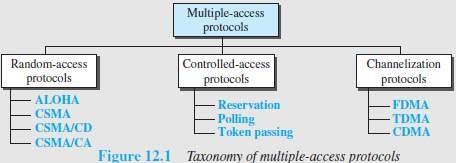 Multiple-access
protocols
Random-access
protocols
Controlled-access
protocols
Channelization
protocols
ALOHA
CSMA
CSMA/CD
CSMA/CA
Reservation
Polling
Token passing
FDMA
TDMA
CDMA
Figure 12.1 Taxonomy of multiple-access protocols